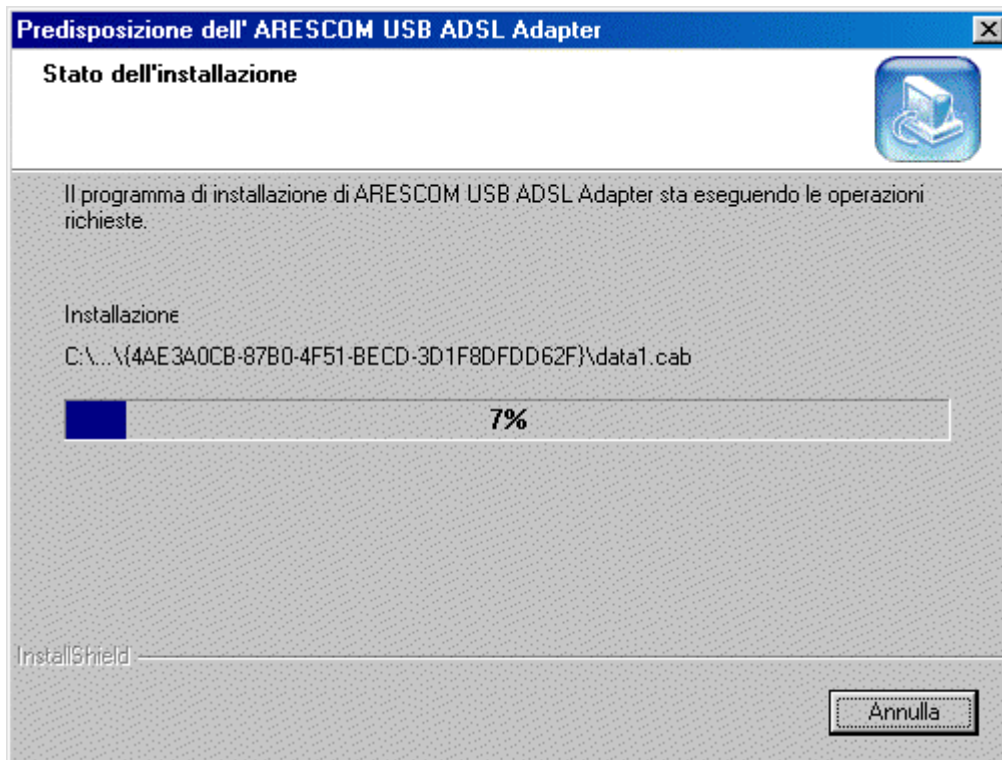 Predisposizione dell' ARESCOM USB ADSL Adapter
Stato dell'installazione
Il programma di installazione di ARESCOM USB ADSL Adapter sta eseguendo le operazioni
richieste.
Installazione
C:\...\{4AE3A0CB-87B0-4F51-BECD-3D1F8DFDD62F}\data1.cab
7%
InstallShield
Annulla